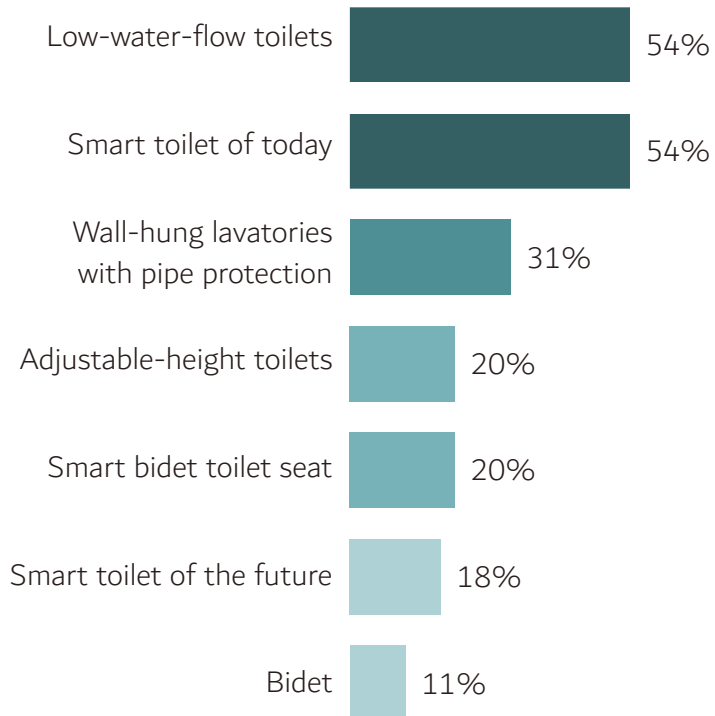 Low-water-flow toilets 54%
Smart toilet of today 54%
Wall-hung lavatories
with pipe protection 31%
Adjustable-height toilets 20%
Smart bidet toilet seat 20%
Smart toilet of the future 18%
Bidet 11%